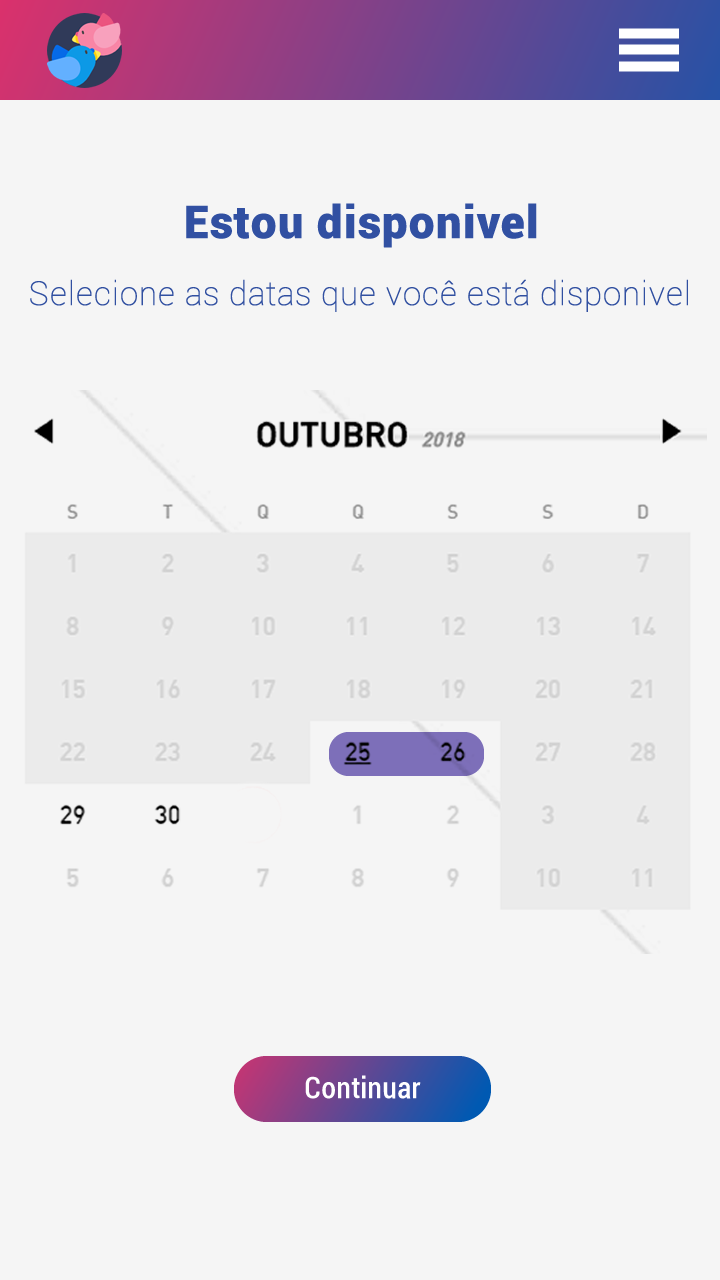 Estou disponivel
Selecione as datas que você está disponivel
OUTUBRO 2018
S T Q Q S S D
1 2 3 4 5 6 7
8 9 10 11 12 13 14
15 16 17 18 19 20 21
22 23 24 25 26 27 28
29 30 1 2 3 4
5 6 7 8 9 10 11
Continuar